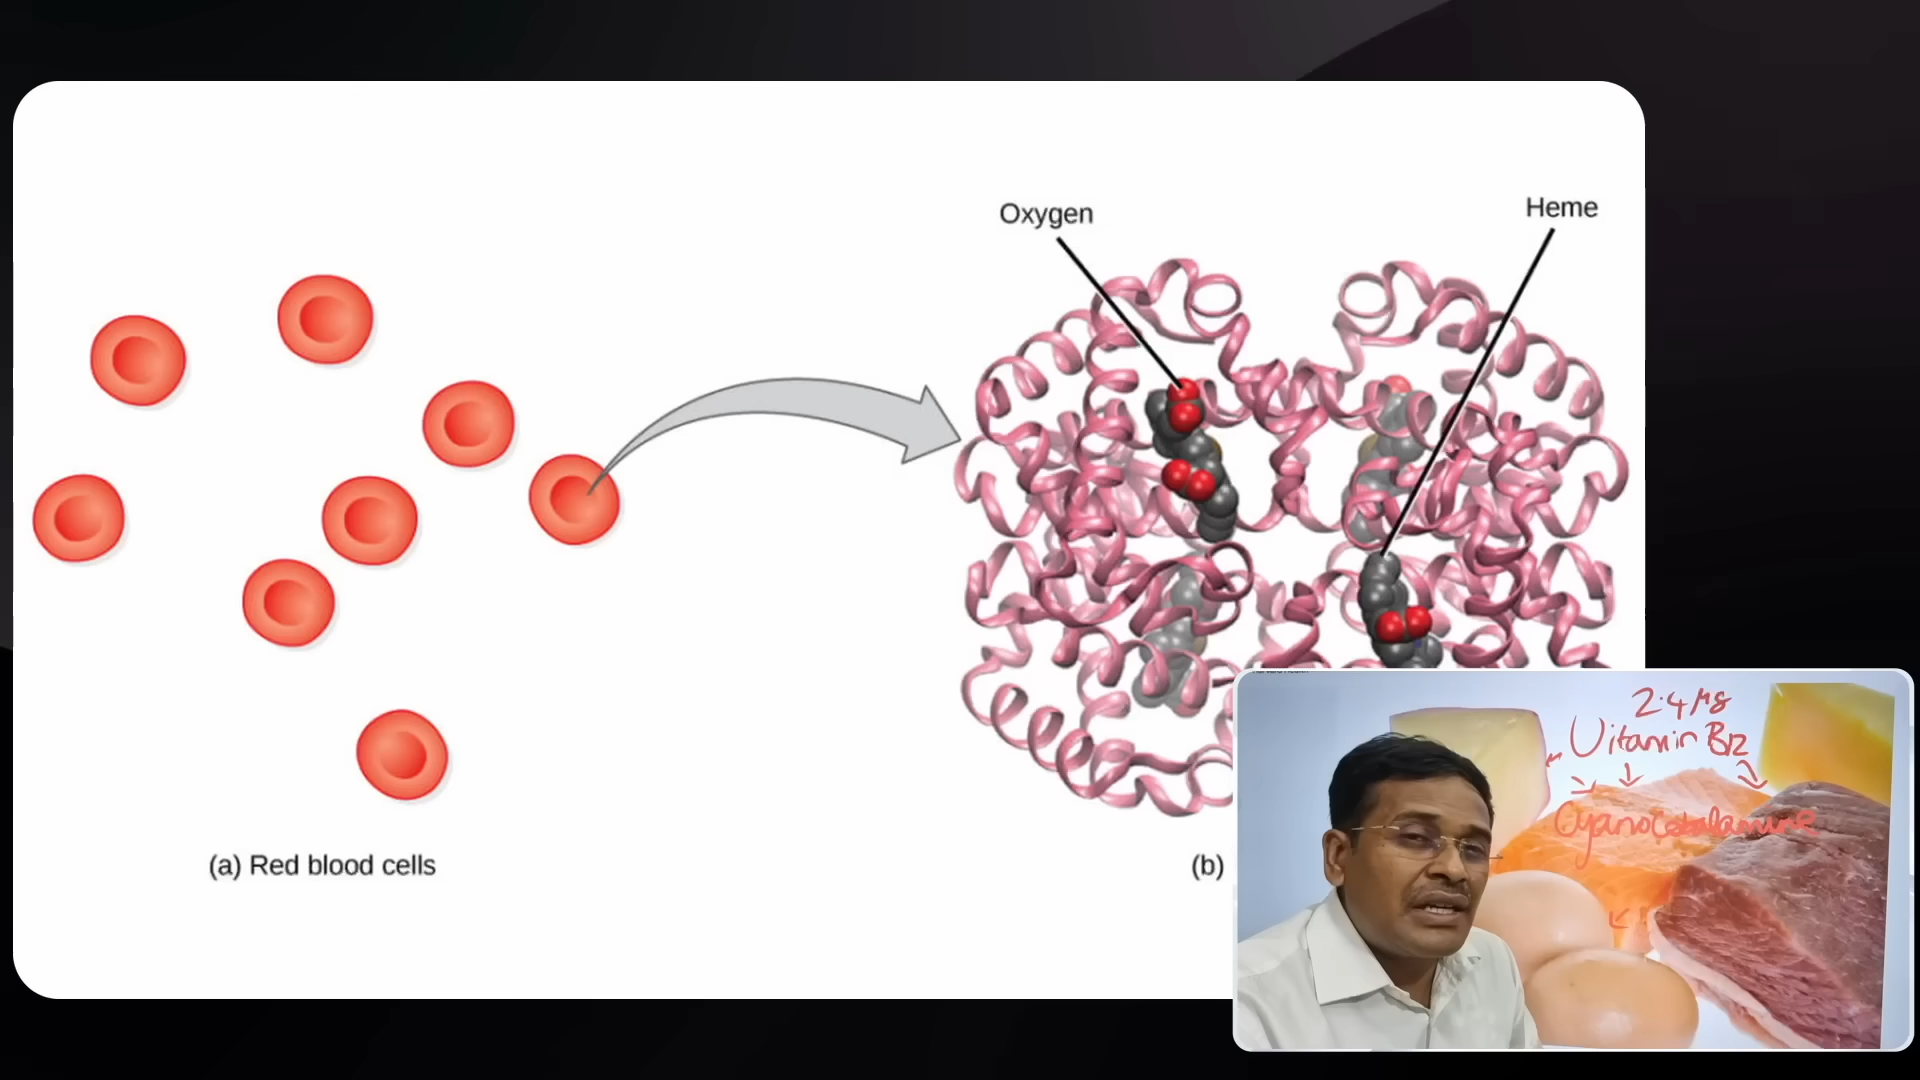 Oxygen
Heme
(a) Red blood cells
(b)
2.4 μg
Vitamin B12
Cyanocobalamine